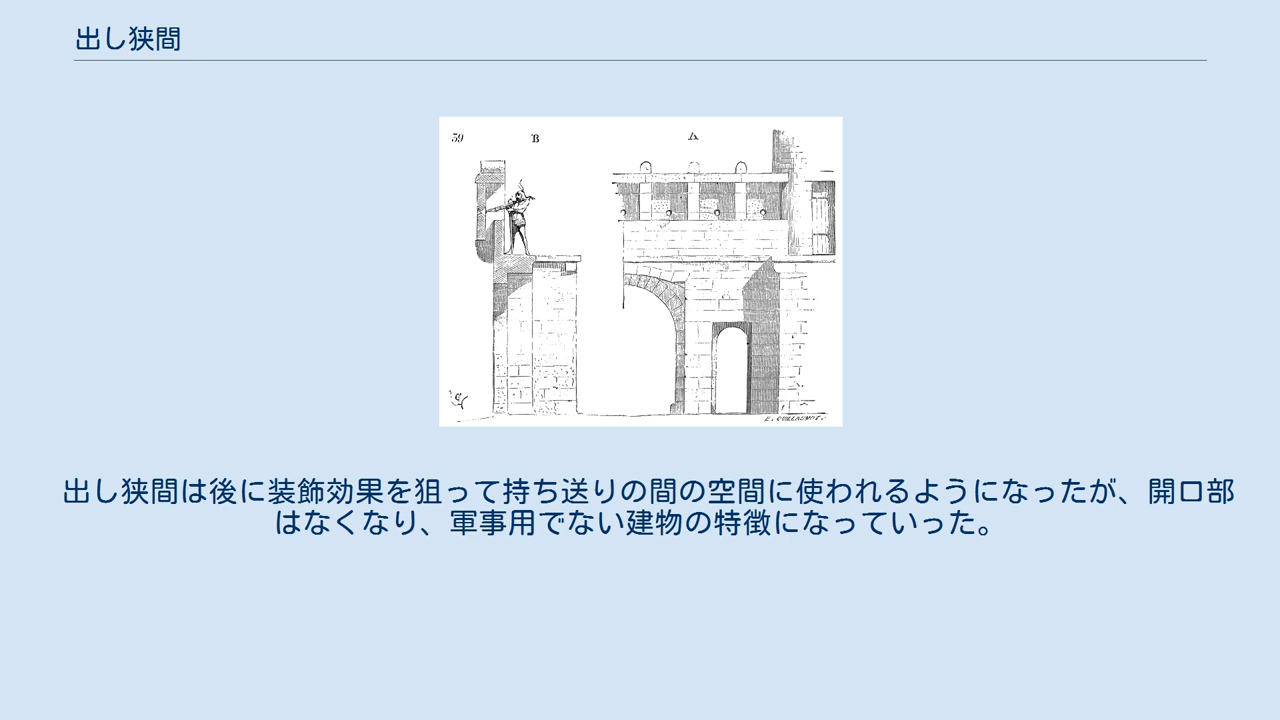 出し狭間
39 B A
E. GUILLAUMOT.
出し狭間は後に装飾効果を狙って持ち送りの間の空間に使われるようになったが、開口部
はなくなり、軍事用でない建物の特徴になっていった。